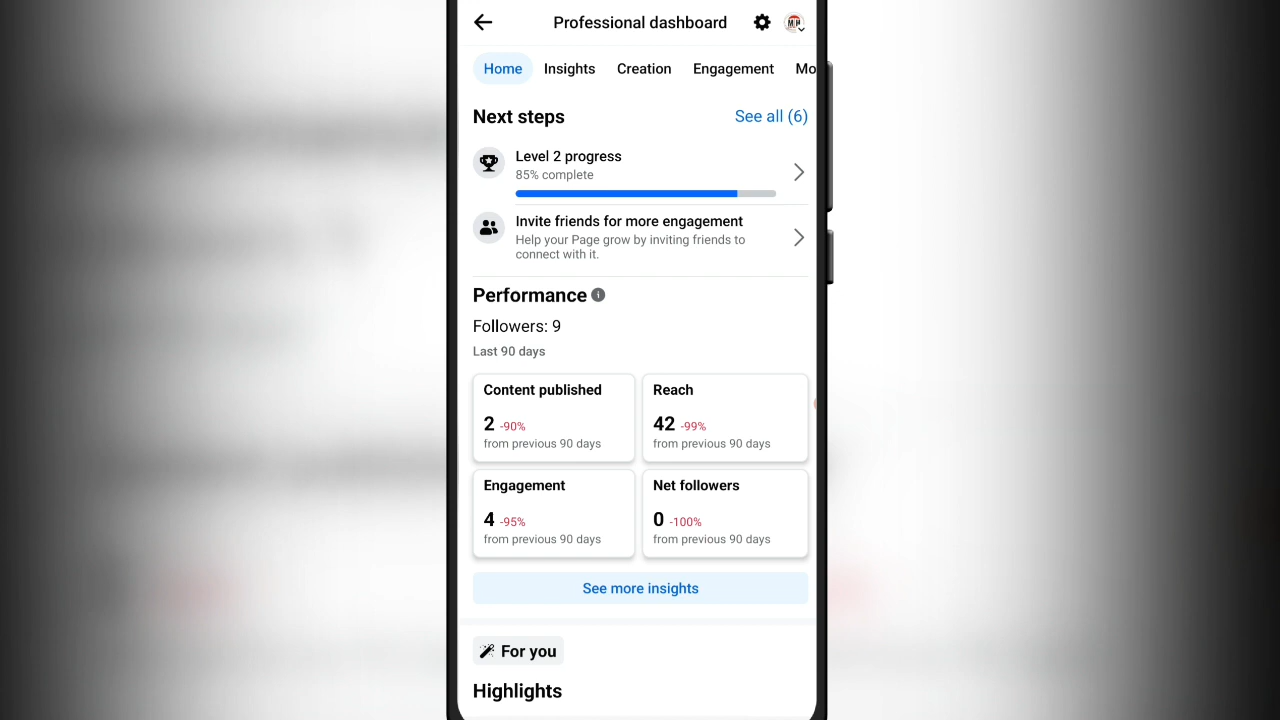 Professional dashboard
Home Insights Creation Engagement Mo
Next steps See all (6)
Level 2 progress
85% complete
Invite friends for more engagement
Help your Page grow by inviting friends to
connect with it.
Performance
Followers: 9
Last 90 days
Content published
2 -90%
from previous 90 days
Reach
42 -99%
from previous 90 days
Engagement
4 -95%
from previous 90 days
Net followers
0 -100%
from previous 90 days
See more insights
For you
Highlights